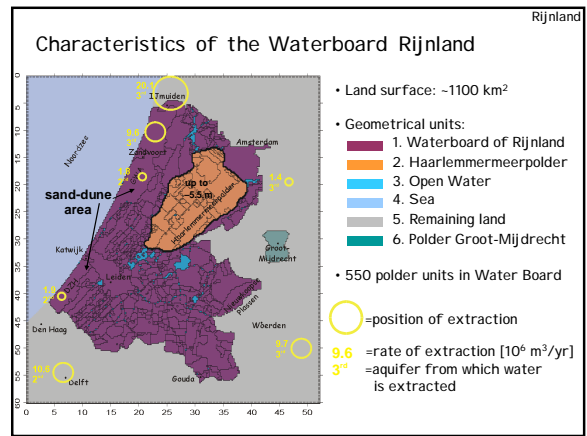 Rijnland
Characteristics of the Waterboard Rijnland
• Land surface: ~1100 km²
• Geometrical units:
1. Waterboard of Rijnland
2. Haarlemmermeerpolder
3. Open Water
4. Sea
5. Remaining land
6. Polder Groot-Mijdrecht
• 550 polder units in Water Board
=position of extraction
9.6 =rate of extraction [10⁶ m³/yr]
3ʳᵈ =aquifer from which water
is extracted
0
5
10
15
20
25
30
35
40
45
50
55
60
0 5 10 15 20 25 30 35 40 45 50
IJmuiden
3ʳᵈ
9.6
3ʳᵈ
Zandvoort
Noordzee
Amsterdam
1.8
up to
-5.5 m
1.4
3ʳᵈ
sand-dune
area
Haarlemmermeerpolder
Katwijk
Groot-
Mijdrecht
Leiden
Plassen
1.9
Den Haag
Woerden
9.7
3ʳᵈ
10.6
2ⁿᵈ
Delft
Gouda